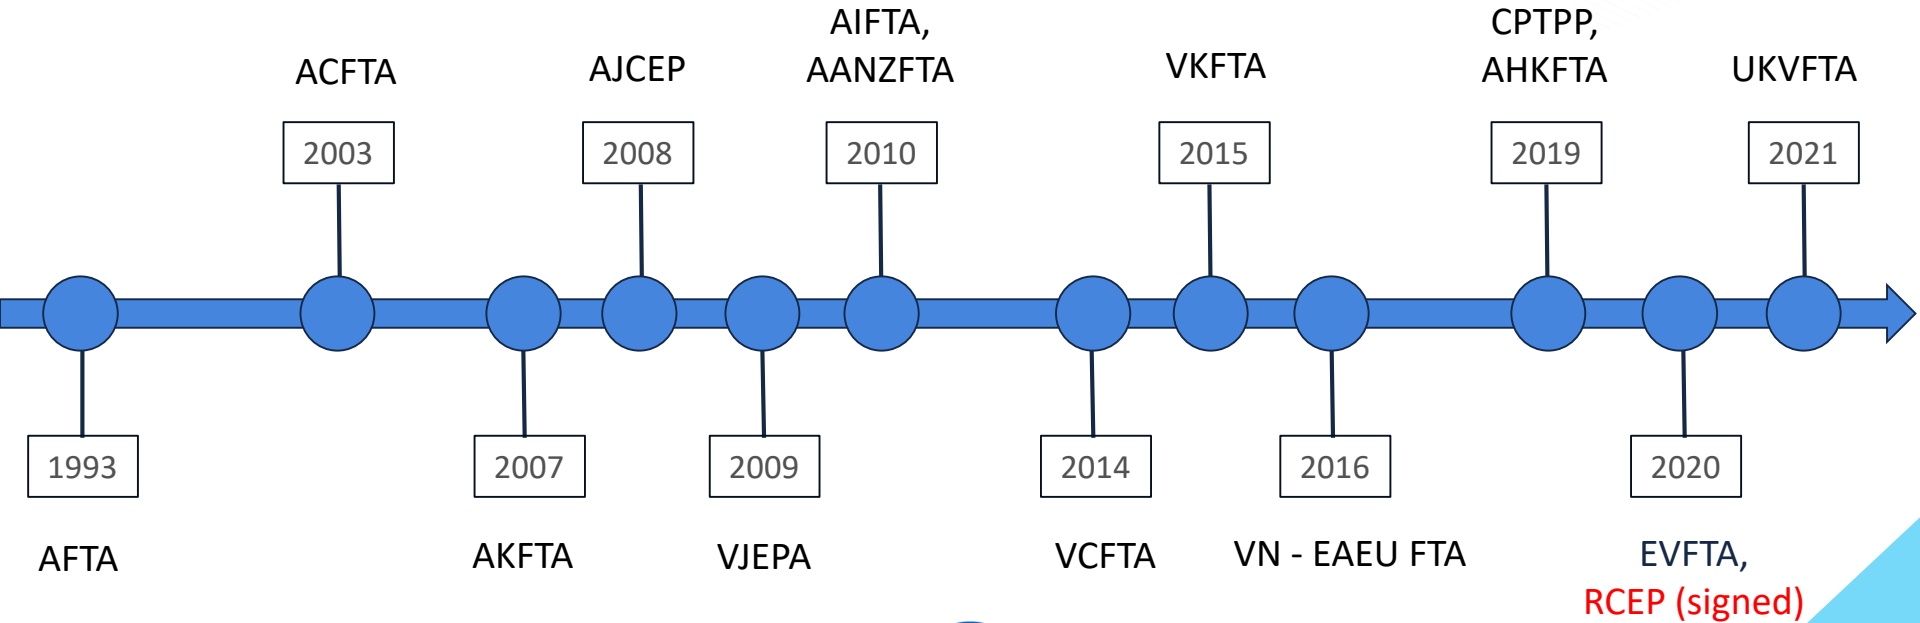 AIFTA,
CPTPP,
ACFTA
AJCEP
AANZFTA
VKFTA
AHKFTA
UKVFTA
2003
2008
2010
2015
2019
2021
1993
2007
2009
2014
2016
2020
AFTA
AKFTA
VJEPA
VCFTA
VN - EAEU FTA
EVFTA,
RCEP (signed)